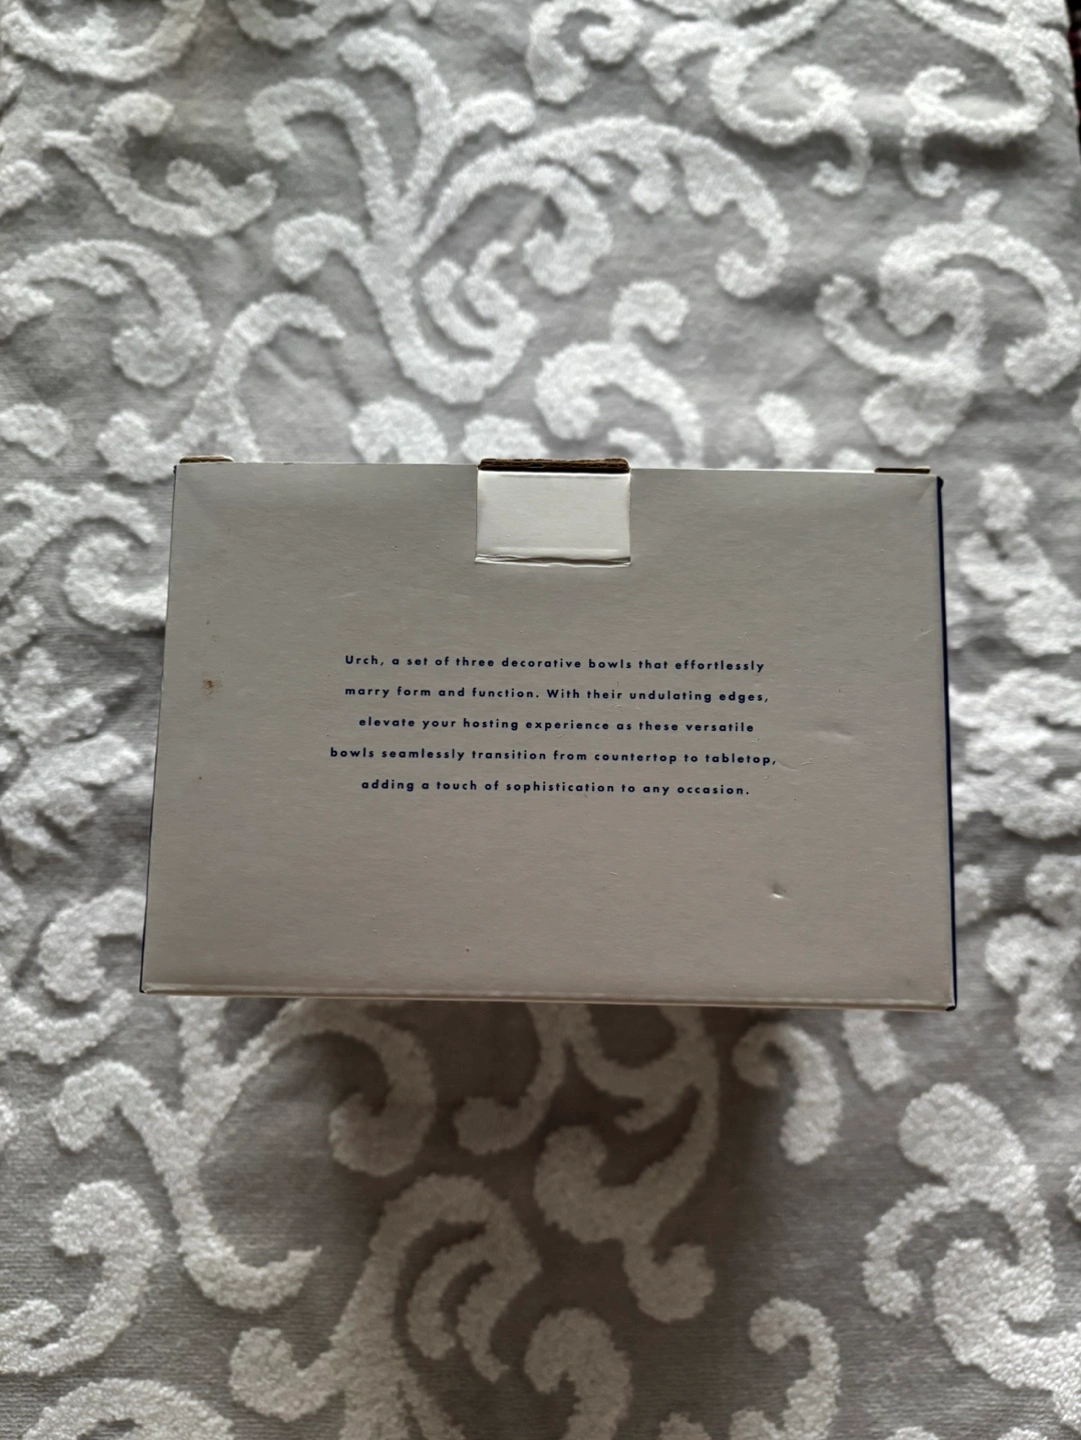 Urch, a set of three decorative bowls that effortlessly
marry form and function. With their undulating edges,
elevate your hosting experience as these versatile
bowls seamlessly transition from countertop to tabletop,
adding a touch of sophistication to any occasion.